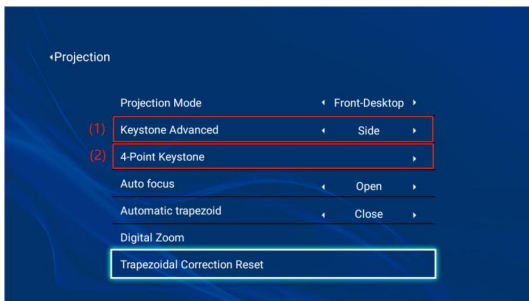 Projection
Projection Mode Front-Desktop
(1) Keystone Advanced Side
(2) 4-Point Keystone
Auto focus Open
Automatic trapezoid Close
Digital Zoom
Trapezoidal Correction Reset